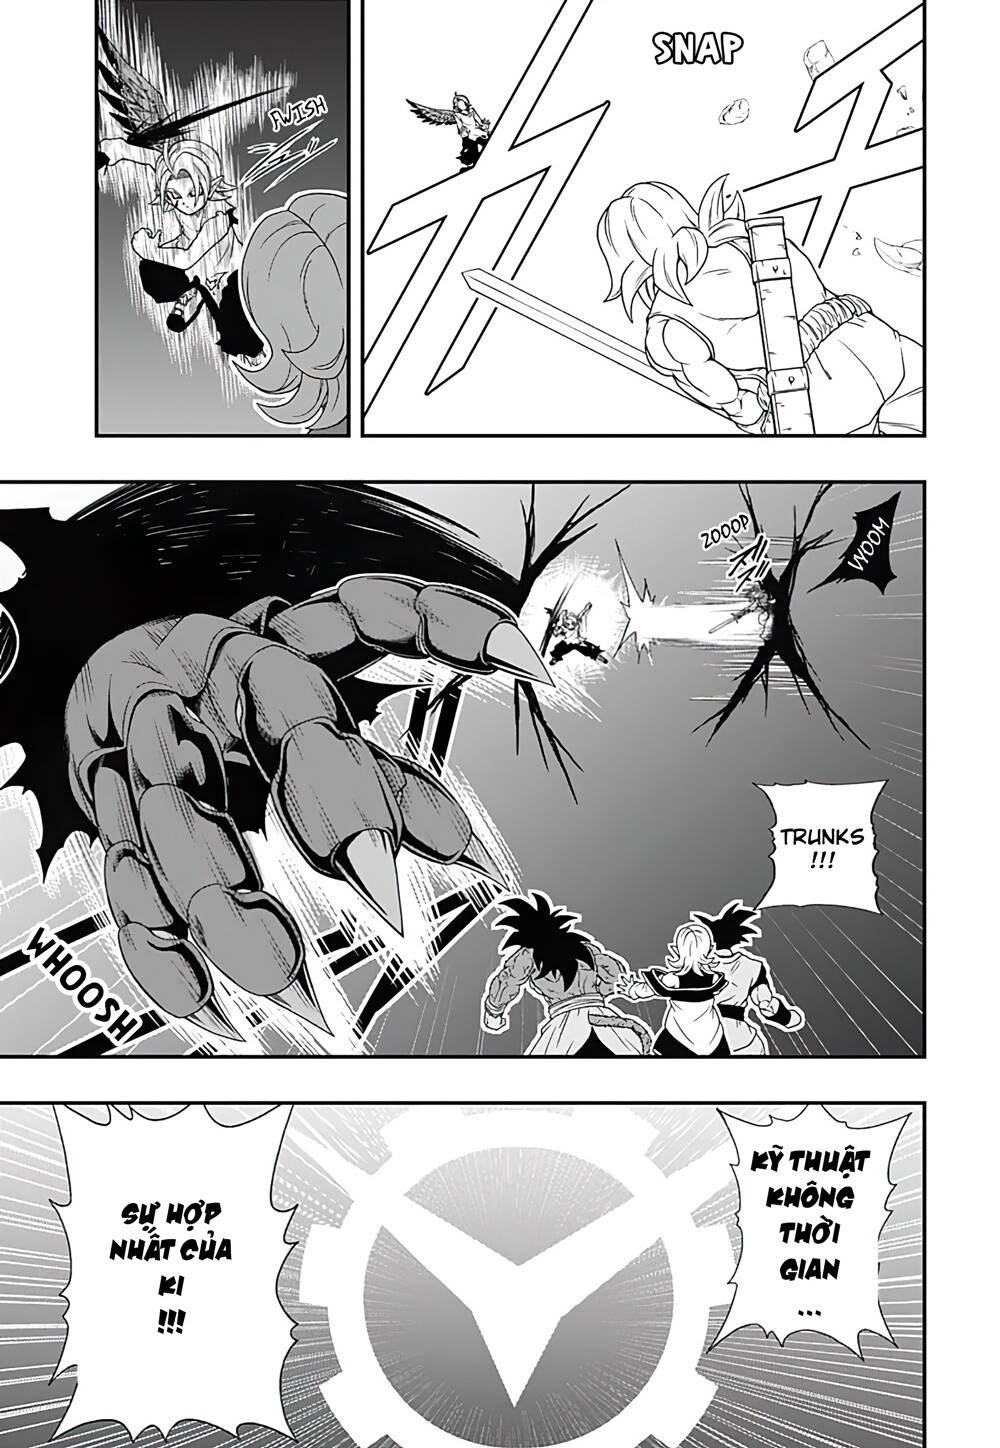 SNAP
FWISH
WOOM
ZOOOP
TRUNKS
!!!
WHOOSH
KỸ THUẬT
KHÔNG
THỜI
GIAN
...
SỰ HỢP
NHẤT CỦA
KI
!!!